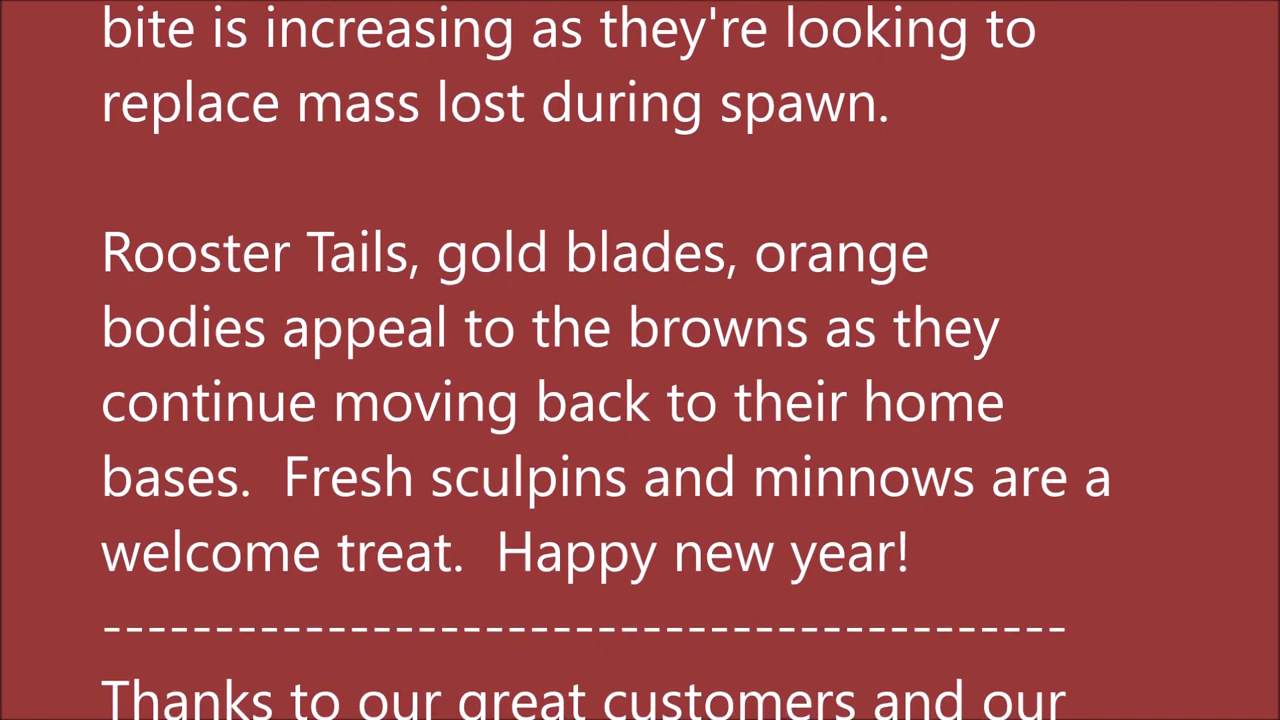 bite is increasing as they're looking to
replace mass lost during spawn.
Rooster Tails, gold blades, orange
bodies appeal to the browns as they
continue moving back to their home
bases.  Fresh sculpins and minnows are a
welcome treat.  Happy new year!
--------------------------------------------
Thanks to our great customers and our